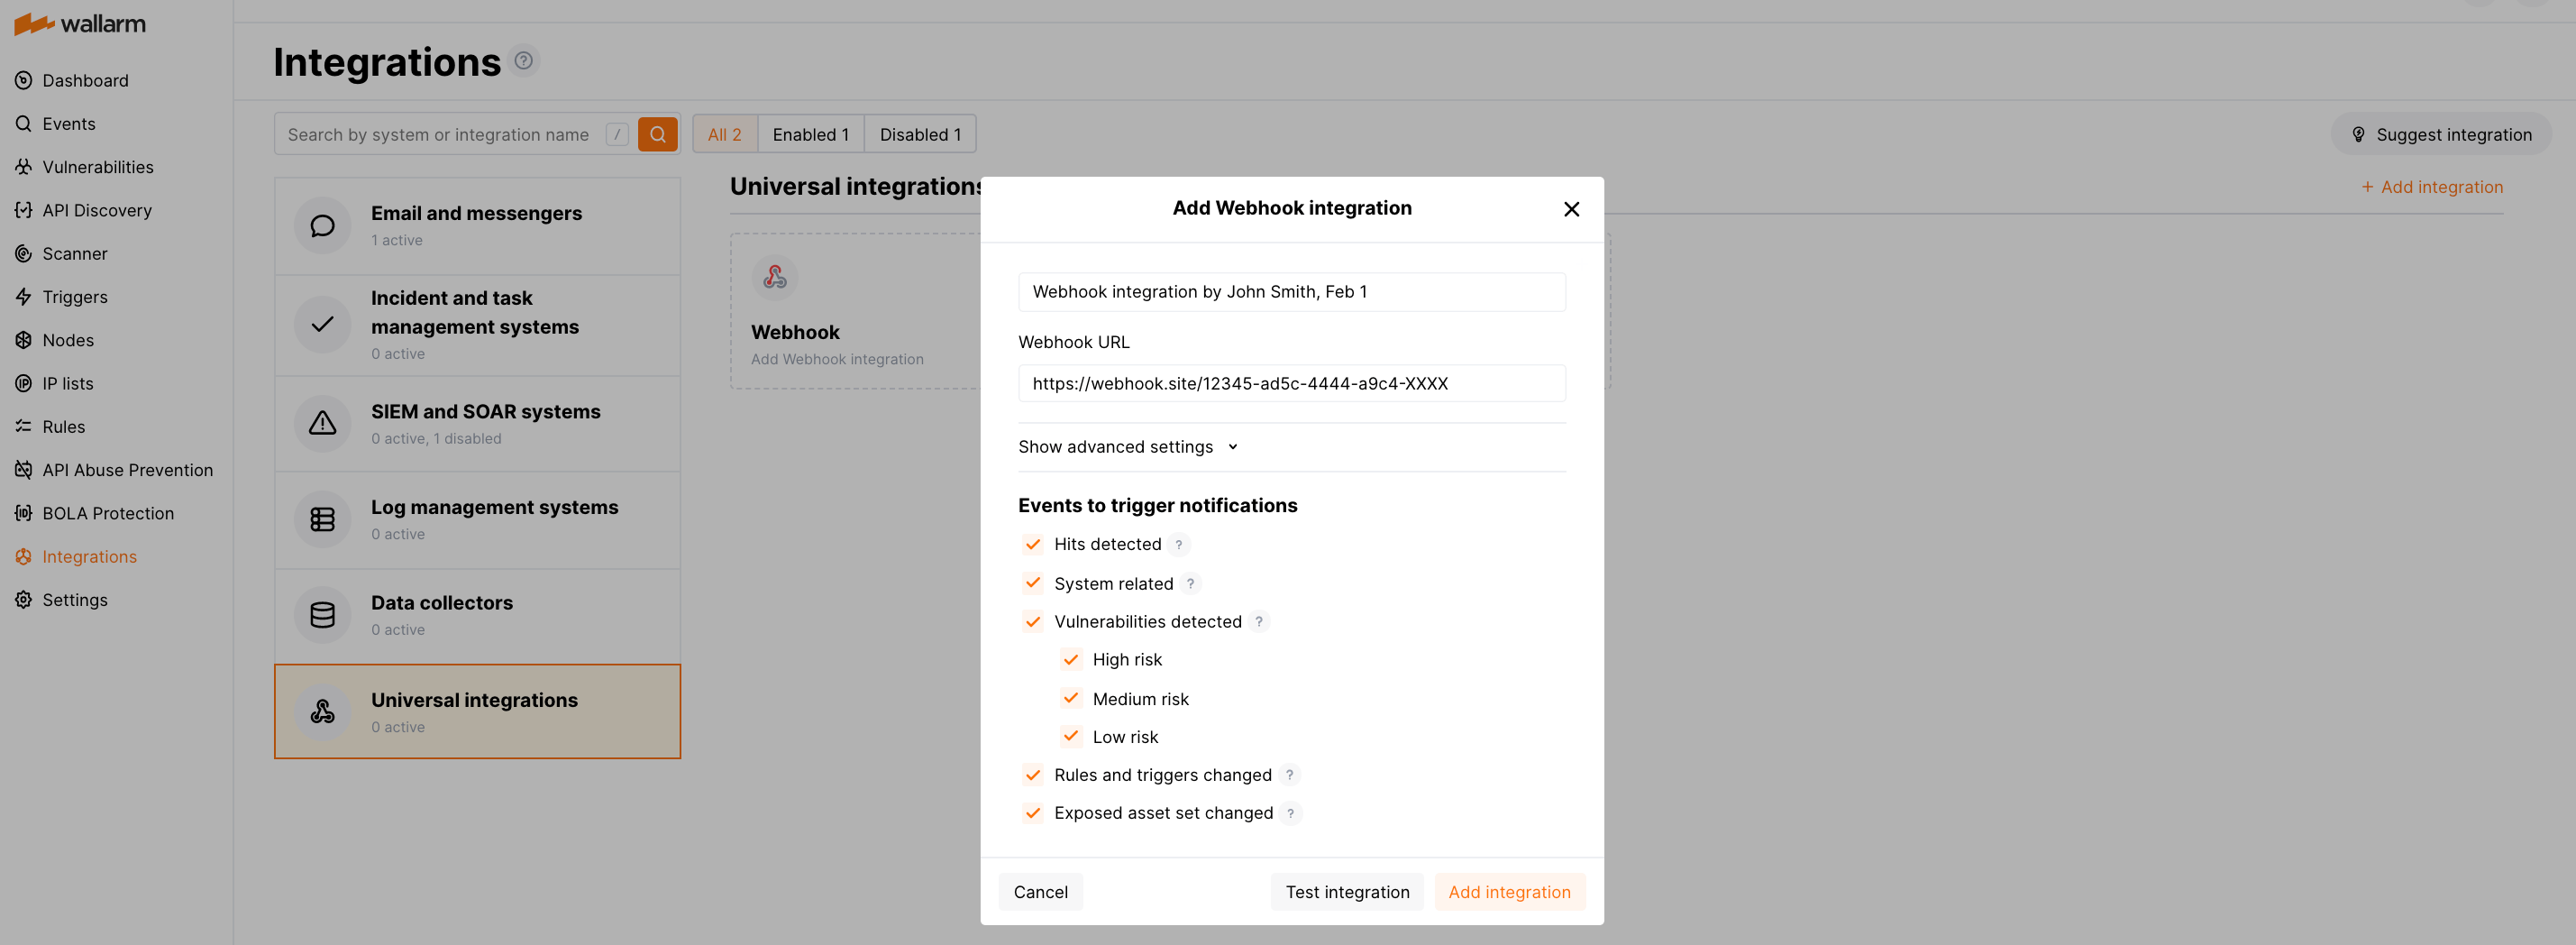 wallarm
Dashboard
Events
Vulnerabilities
API Discovery
Scanner
Triggers
Nodes
IP lists
Rules
API Abuse Prevention
BOLA Protection
Integrations
Settings
Integrations ?
Search by system or integration name /
All 2 Enabled 1 Disabled 1
Suggest integration
Email and messengers
1 active
Incident and task
management systems
0 active
SIEM and SOAR systems
0 active, 1 disabled
Log management systems
0 active
Data collectors
0 active
Universal integrations
0 active
Universal integrations
+ Add integration
Webhook
Add Webhook integration
Add Webhook integration
Webhook integration by John Smith, Feb 1
Webhook URL
https://webhook.site/12345-ad5c-4444-a9c4-XXXX
Show advanced settings
Events to trigger notifications
Hits detected ?
System related ?
Vulnerabilities detected ?
High risk
Medium risk
Low risk
Rules and triggers changed ?
Exposed asset set changed ?
Cancel Test integration Add integration